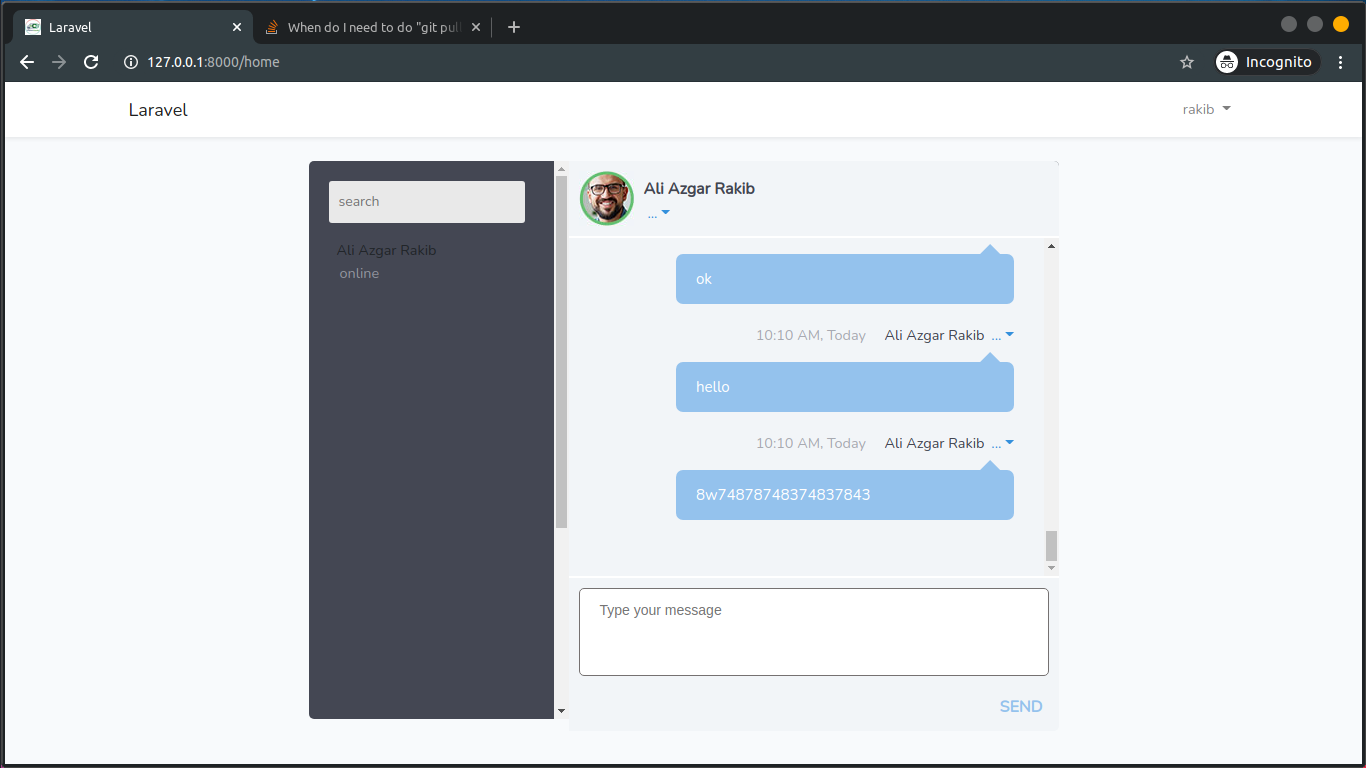 Laravel
When do I need to do "git pull
127.0.0.1:8000/home
Incognito
Laravel
rakib
search
Ali Azgar Rakib
online
Ali Azgar Rakib
...
ok
10:10 AM, Today Ali Azgar Rakib ...
hello
10:10 AM, Today Ali Azgar Rakib ...
8w74878748374837843
Type your message
SEND